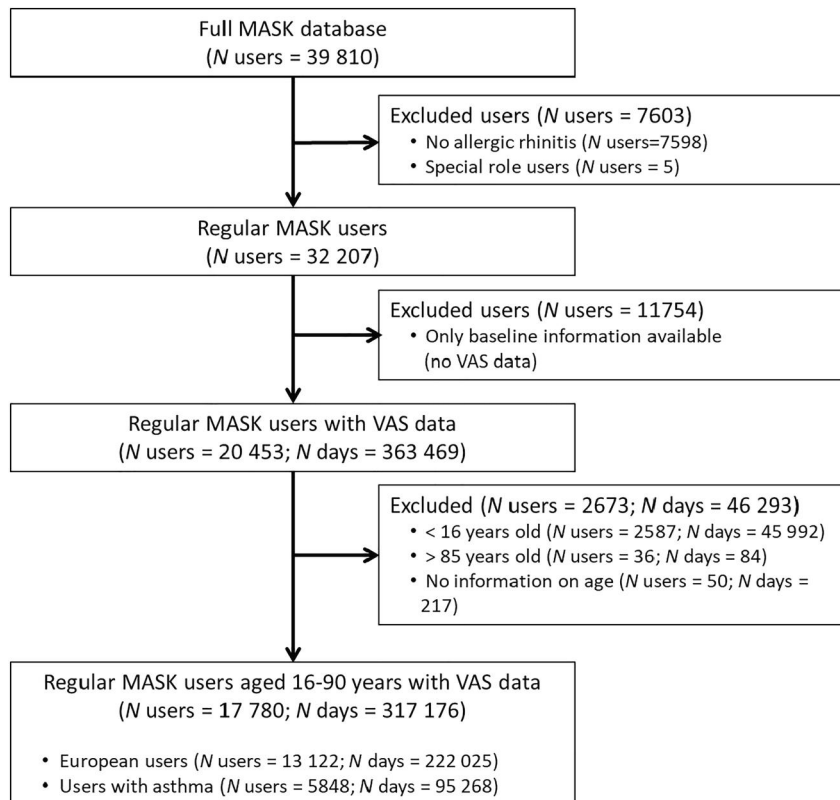 Full MASK database
(N users = 39 810)
Excluded users (N users = 7603)
• No allergic rhinitis (N users=7598)
• Special role users (N users = 5)
Regular MASK users
(N users = 32 207)
Excluded users (N users = 11754)
• Only baseline information available
(no VAS data)
Regular MASK users with VAS data
(N users = 20 453; N days = 363 469)
Excluded (N users = 2673; N days = 46 293)
• < 16 years old (N users = 2587; N days = 45 992)
• > 85 years old (N users = 36; N days = 84)
• No information on age (N users = 50; N days =
217)
Regular MASK users aged 16-90 years with VAS data
(N users = 17 780; N days = 317 176)
• European users (N users = 13 122; N days = 222 025)
• Users with asthma (N users = 5848; N days = 95 268)